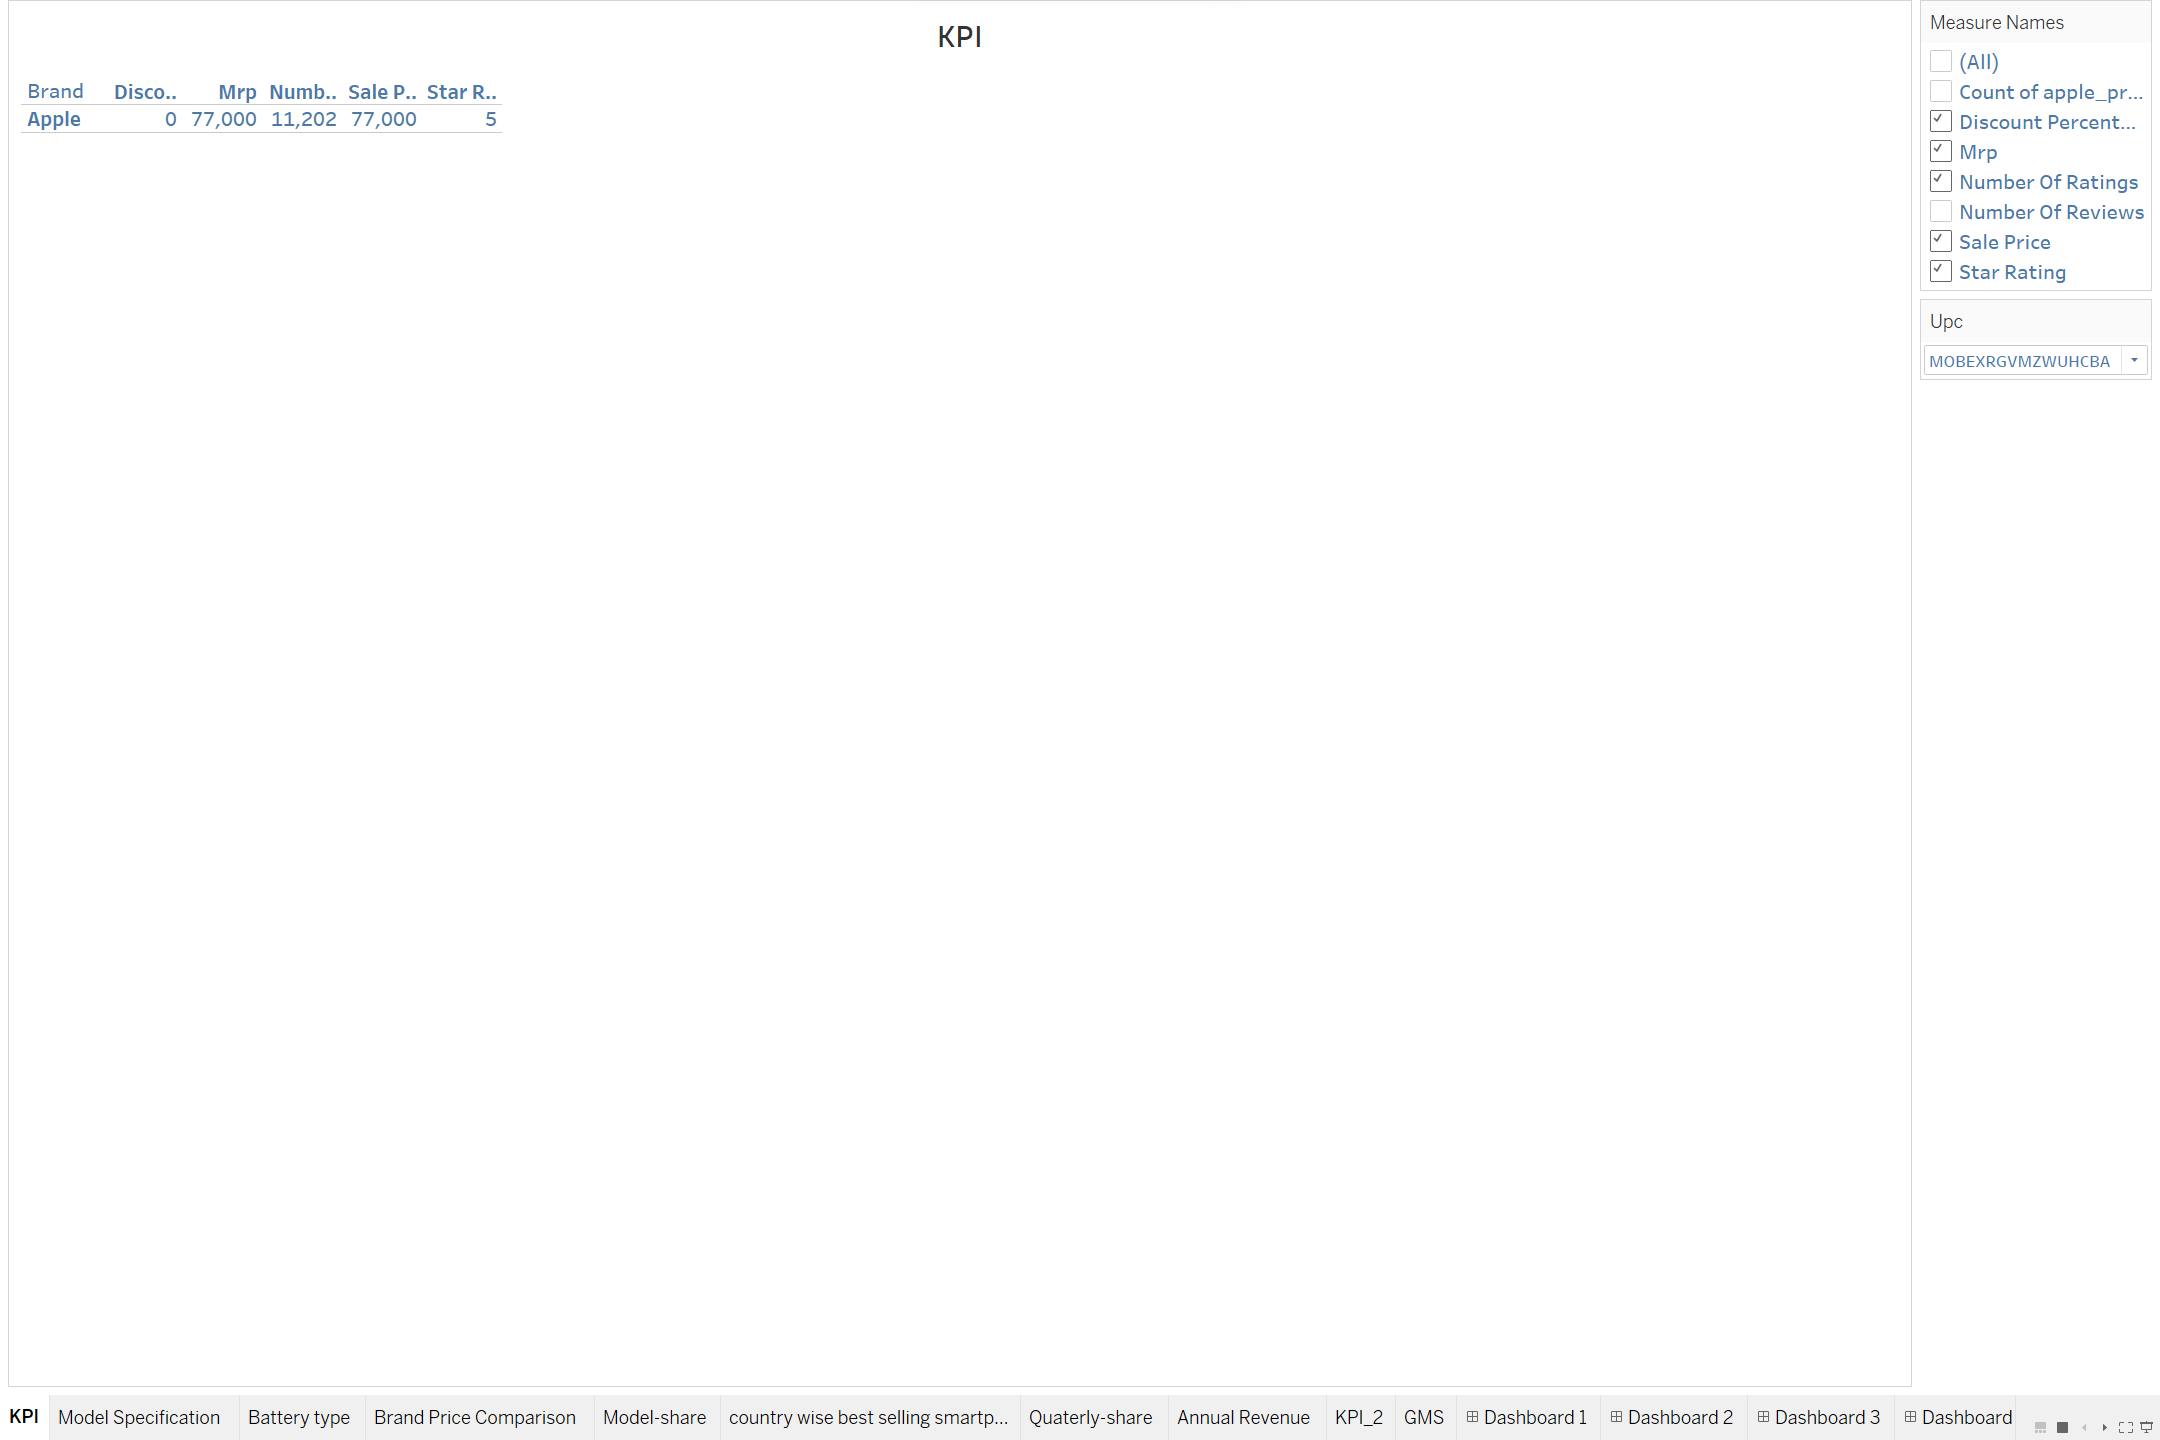 KPI
Brand Disco.. Mrp Numb.. Sale P.. Star R..
Apple 0 77,000 11,202 77,000 5
Measure Names
(All)
Count of apple_pr...
Discount Percent...
Mrp
Number Of Ratings
Number Of Reviews
Sale Price
Star Rating
Upc
MOBEXRGVMZWUHCBA
KPI Model Specification Battery type Brand Price Comparison Model-share country wise best selling smartp... Quaterly-share Annual Revenue KPI_2 GMS Dashboard 1 Dashboard 2 Dashboard 3 Dashboard